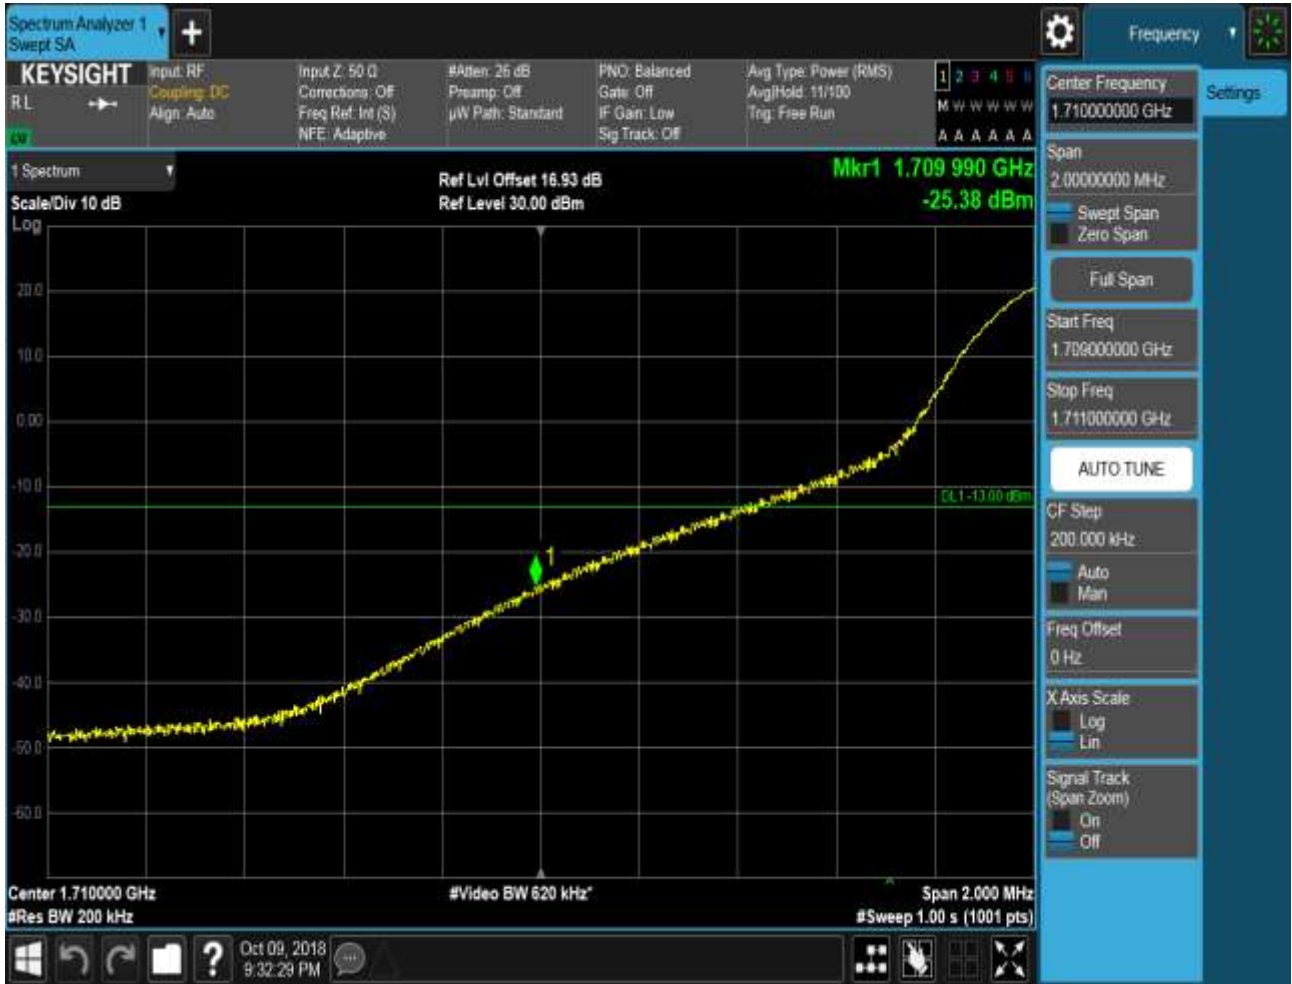 Spectrum Analyzer 1
Swept SA
Frequency
KEYSIGHT
R L
Input: RF
Coupling: DC
Align: Auto
Input Z: 50 Ω
Corrections: Off
Freq Ref: Int (S)
NFE: Adaptive
#Atten: 26 dB
Preamp: Off
µW Path: Standard
PNO: Balanced
Gate: Off
IF Gain: Low
Sig Track: Off
Avg Type: Power (RMS)
Avg|Hold: 11/100
Trig: Free Run
1 2 3 4 5 6
M W W W W W
A A A A A A
1 Spectrum
Scale/Div 10 dB
Log
Ref Lvl Offset 16.93 dB
Ref Level 30.00 dBm
Mkr1 1.709 990 GHz
-25.38 dBm
20.0
10.0
0.00
-10.0
-20.0
-30.0
-40.0
-50.0
-60.0
DL1 -13.00 dBm
1
Center 1.710000 GHz
#Res BW 200 kHz
#Video BW 620 kHz*
Span 2.000 MHz
#Sweep 1.00 s (1001 pts)
Center Frequency
1.710000000 GHz
Settings
Span
2.00000000 MHz
Swept Span
Zero Span
Full Span
Start Freq
1.709000000 GHz
Stop Freq
1.711000000 GHz
AUTO TUNE
CF Step
200.000 kHz
Auto
Man
Freq Offset
0 Hz
X Axis Scale
Log
Lin
Signal Track
(Span Zoom)
On
Off
?
Oct 09, 2018
9:32:29 PM